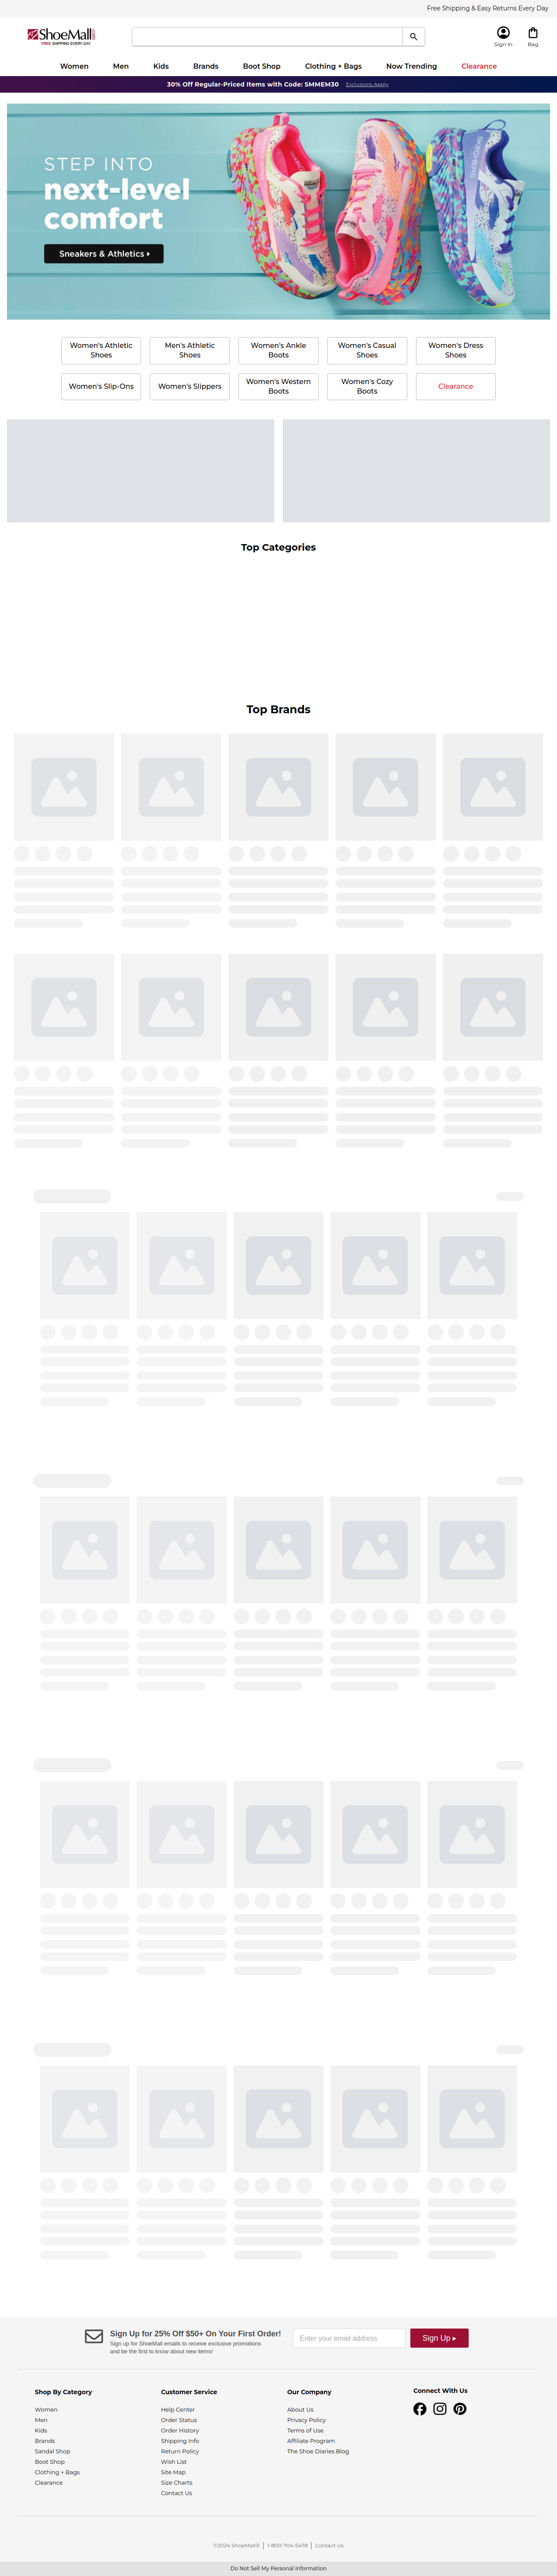 Free Shipping & Easy Returns Every Day
ShoeMall.com
FREE SHIPPING EVERY DAY
Sign In
Bag
Women
Men
Kids
Brands
Boot Shop
Clothing + Bags
Now Trending
Clearance
30% Off Regular-Priced Items with Code: SMMEM30
Exclusions Apply
STEP INTO
next-level
comfort
Sneakers & Athletics
Women's Athletic
Shoes
Men's Athletic
Shoes
Women's Ankle
Boots
Women's Casual
Shoes
Women's Dress
Shoes
Women's Slip-Ons
Women's Slippers
Women's Western
Boots
Women's Cozy
Boots
Clearance
Top Categories
Top Brands
Sign Up for 25% Off $50+ On Your First Order!
Sign up for ShoeMall emails to receive exclusive promotions
and be the first to know about new items!
Enter your email address
Sign Up ▸
Shop By Category
Women
Men
Kids
Brands
Sandal Shop
Boot Shop
Clothing + Bags
Clearance
Customer Service
Help Center
Order Status
Order History
Shipping Info
Return Policy
Wish List
Site Map
Size Charts
Contact Us
Our Company
About Us
Privacy Policy
Terms of Use
Affiliate Program
The Shoe Diaries Blog
Connect With Us
©2024 ShoeMall® | 1-800-704-5478 | Contact Us
Do Not Sell My Personal Information